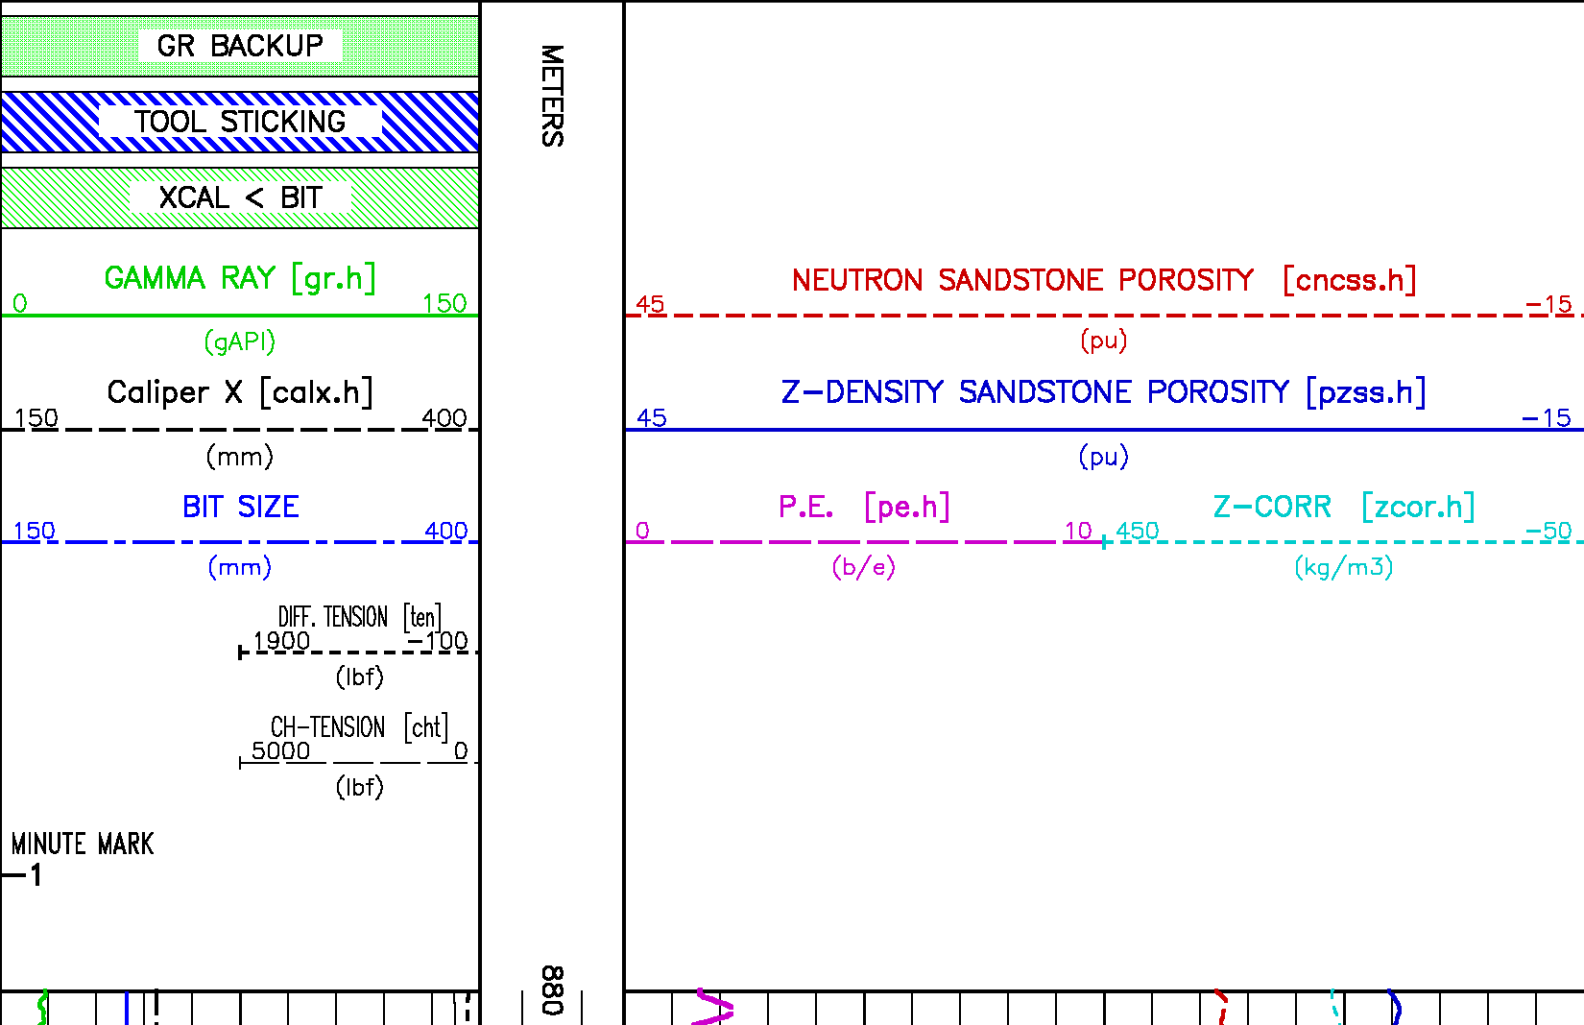 GR BACKUP
TOOL STICKING
XCAL < BIT
GAMMA RAY [gr.h]
0 150
(gAPI)
Caliper X [calx.h]
150 400
(mm)
BIT SIZE
150 400
(mm)
DIFF. TENSION [ten]
1900 -100
(lbf)
CH-TENSION [cht]
5000 0
(lbf)
MINUTE MARK
-1
METERS
880
NEUTRON SANDSTONE POROSITY [cncss.h]
45 -15
(pu)
Z-DENSITY SANDSTONE POROSITY [pzss.h]
45 -15
(pu)
P.E. [pe.h] Z-CORR [zcor.h]
0 10 450 -50
(b/e) (kg/m3)